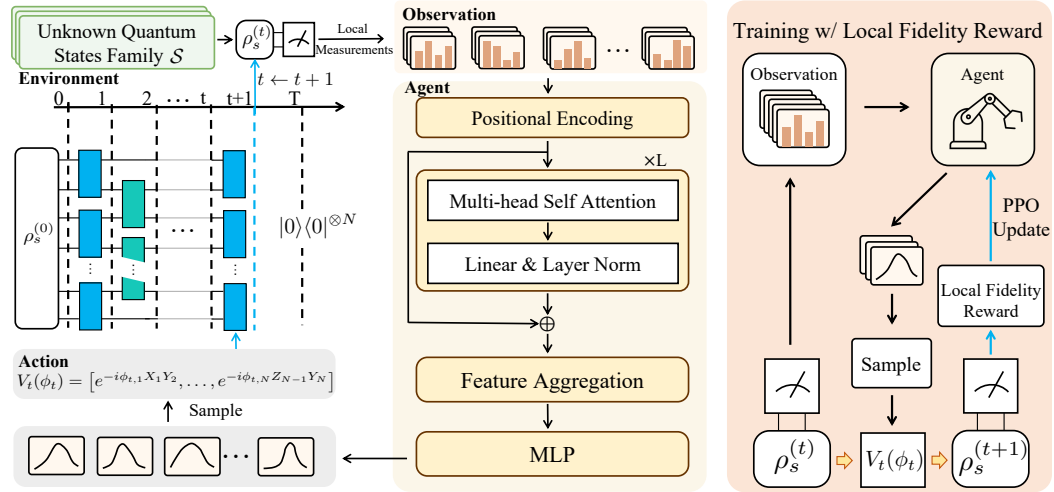 Unknown Quantum
States Family 𝒮
ρ_s^{(t)}
Local
Measurements
t ← t + 1
Environment
0 1 2 ⋯ t t+1 T
ρ_s^{(0)}
⋮ ⋮ ⋮
⋯
|0⟩⟨0|^{⊗N}
Action
V_t(ϕ_t) = [e^{-iϕ_{t,1}X_1Y_2}, . . . , e^{-iϕ_{t,N}Z_{N-1}Y_N}]
Sample
⋯
Observation
⋯
Agent
Positional Encoding
×L
Multi-head Self Attention
Linear & Layer Norm
⊕
Feature Aggregation
MLP
Training w/ Local Fidelity Reward
Observation
Agent
PPO
Update
Local Fidelity
Reward
Sample
ρ_s^{(t)}
V_t(ϕ_t)
ρ_s^{(t+1)}